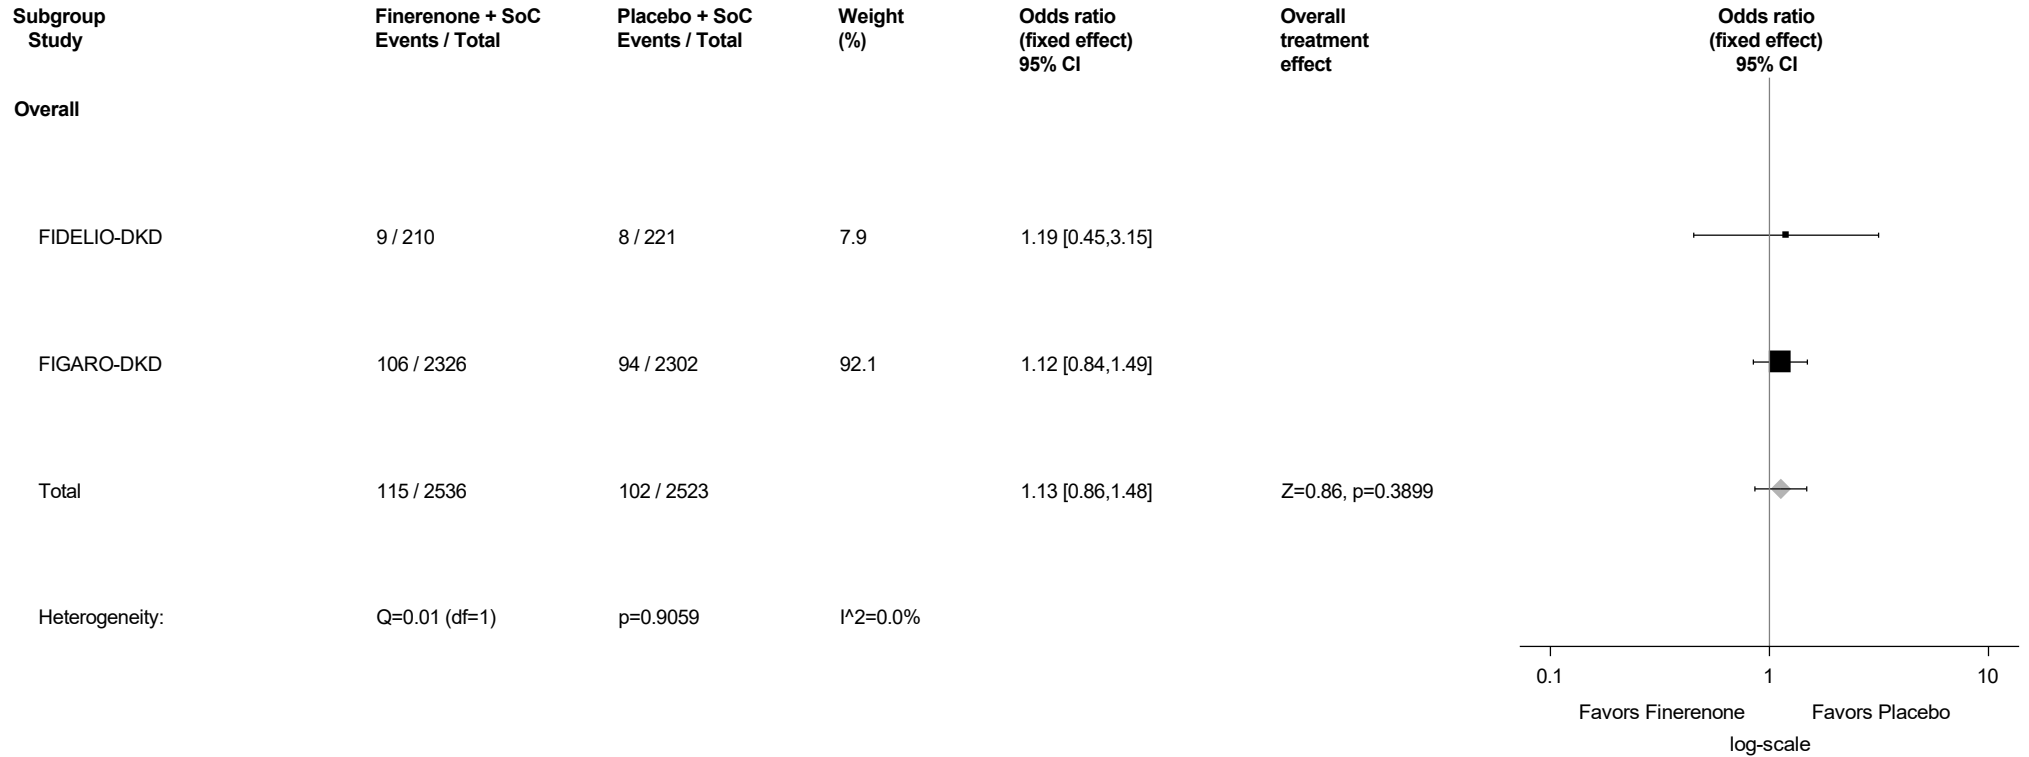 Subgroup Finerenone + SoC Placebo + SoC Weight Odds ratio Overall Odds ratio
Study Events / Total Events / Total (%) (fixed effect) treatment (fixed effect)
95% CI effect 95% CI
Overall
FIDELIO-DKD 9 / 210 8 / 221 7.9 1.19 [0.45,3.15]
FIGARO-DKD 106 / 2326 94 / 2302 92.1 1.12 [0.84,1.49]
Total 115 / 2536 102 / 2523 1.13 [0.86,1.48] Z=0.86, p=0.3899
Heterogeneity: Q=0.01 (df=1) p=0.9059 I^2=0.0%
0.1 1 10
Favors Finerenone Favors Placebo
log-scale